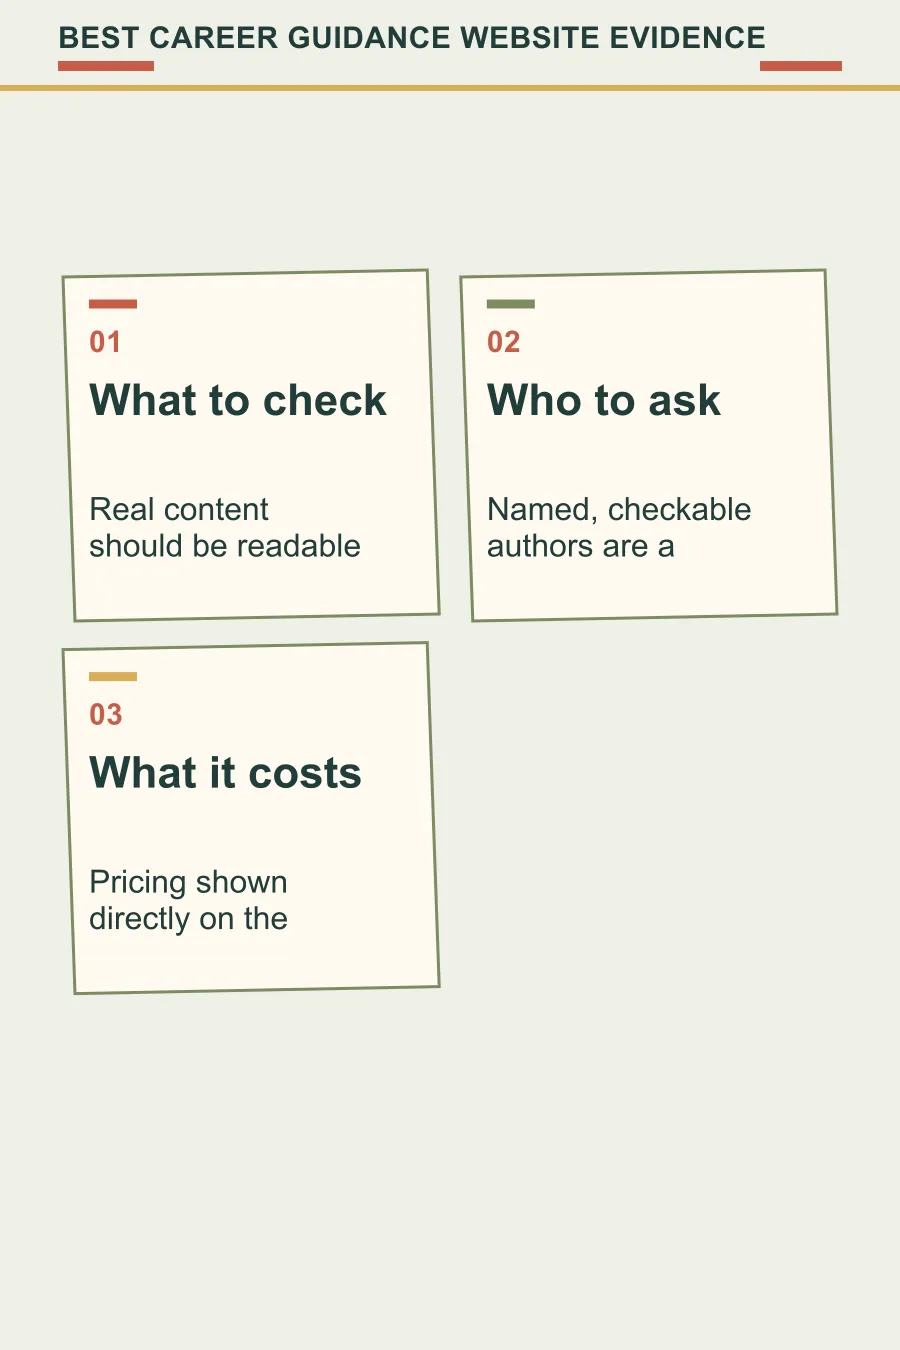 BEST CAREER GUIDANCE WEBSITE EVIDENCE
01
What to check
Real content
should be readable
02
Who to ask
Named, checkable
authors are a
03
What it costs
Pricing shown
directly on the